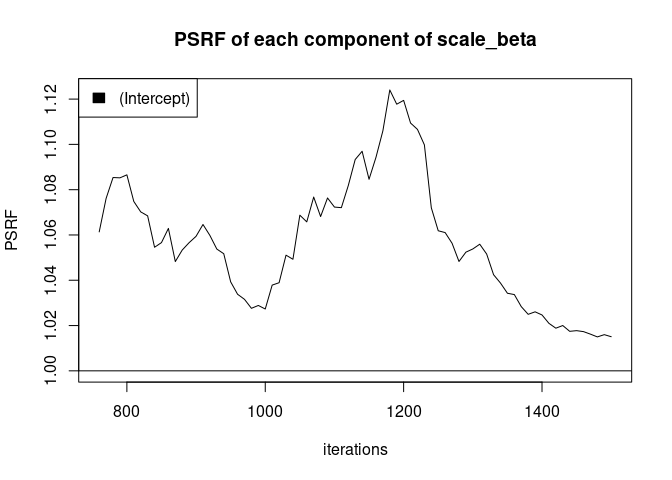 PSRF of each component of scale_beta
(Intercept)
PSRF
1.12
1.10
1.08
1.06
1.04
1.02
1.00
800 1000 1200 1400
iterations